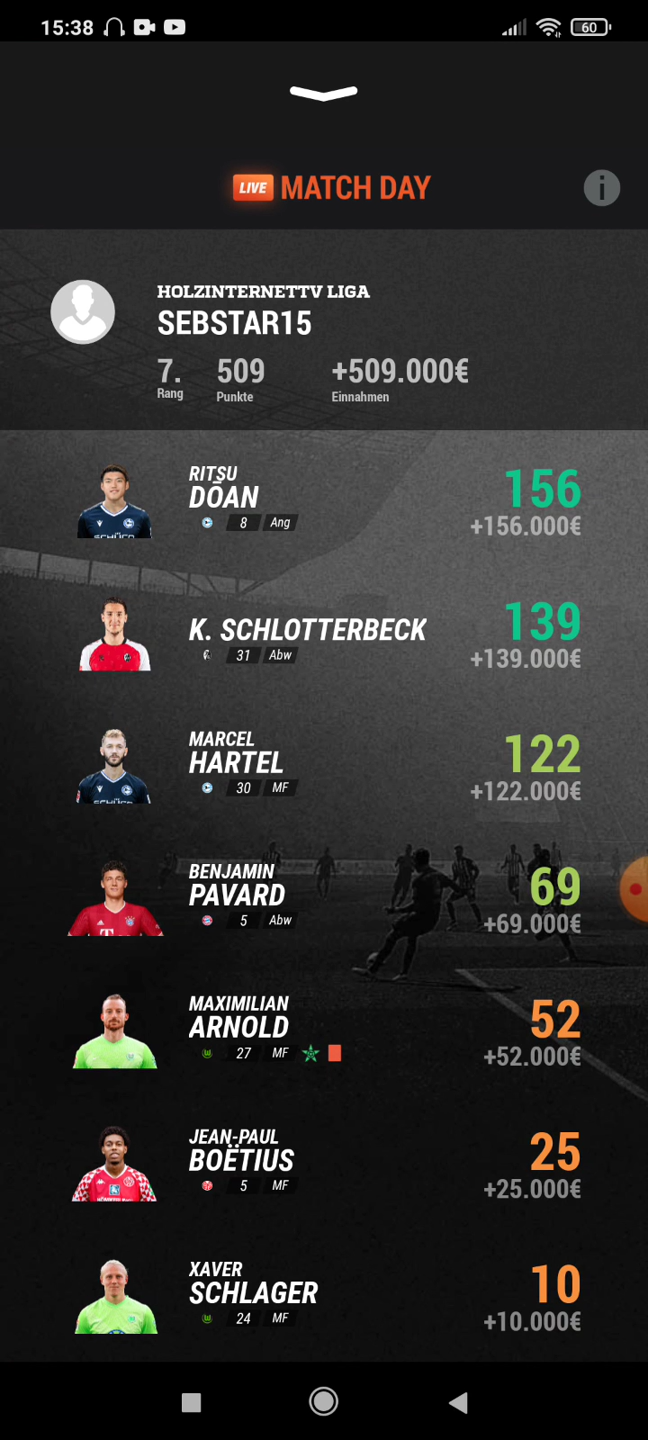 15:38
60
LIVE MATCH DAY
i
HOLZINTERNETTV LIGA
SEBSTAR15
7. 509 +509.000€
Rang Punkte Einnahmen
RITSU
DŌAN
156
8 Ang
+156.000€
SCHÜCO
K. SCHLOTTERBECK
139
31 Abw
+139.000€
MARCEL
HARTEL
122
30 MF
+122.000€
SCHÜCO
BENJAMIN
PAVARD
69
5 Abw
+69.000€
MAXIMILIAN
ARNOLD
52
27 MF
+52.000€
JEAN-PAUL
BOËTIUS
25
5 MF
+25.000€
XAVER
SCHLAGER
10
24 MF
+10.000€